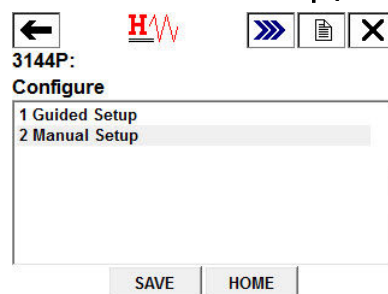 H
3144P:
Configure
1 Guided Setup
2 Manual Setup
SAVE HOME